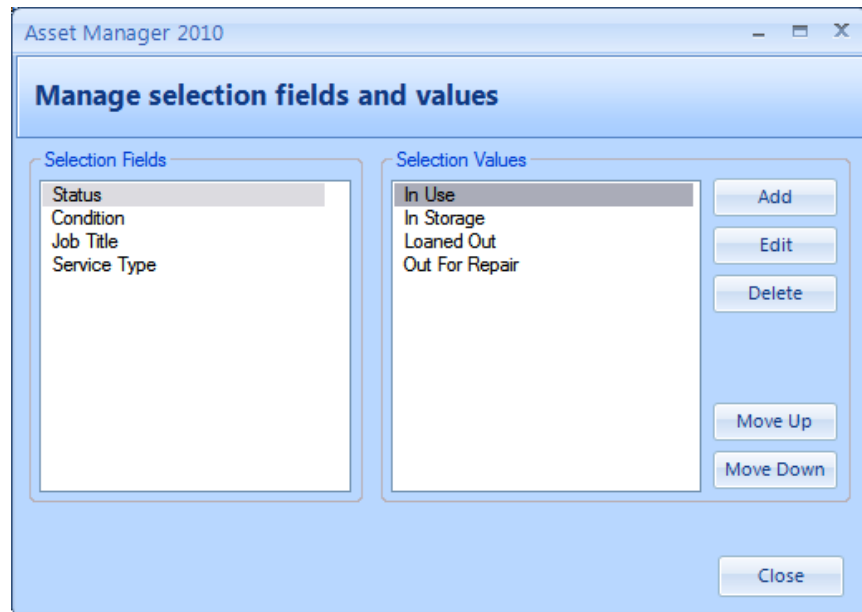 Asset Manager 2010
Manage selection fields and values
Selection Fields
Status
Condition
Job Title
Service Type
Selection Values
In Use
In Storage
Loaned Out
Out For Repair
Add
Edit
Delete
Move Up
Move Down
Close